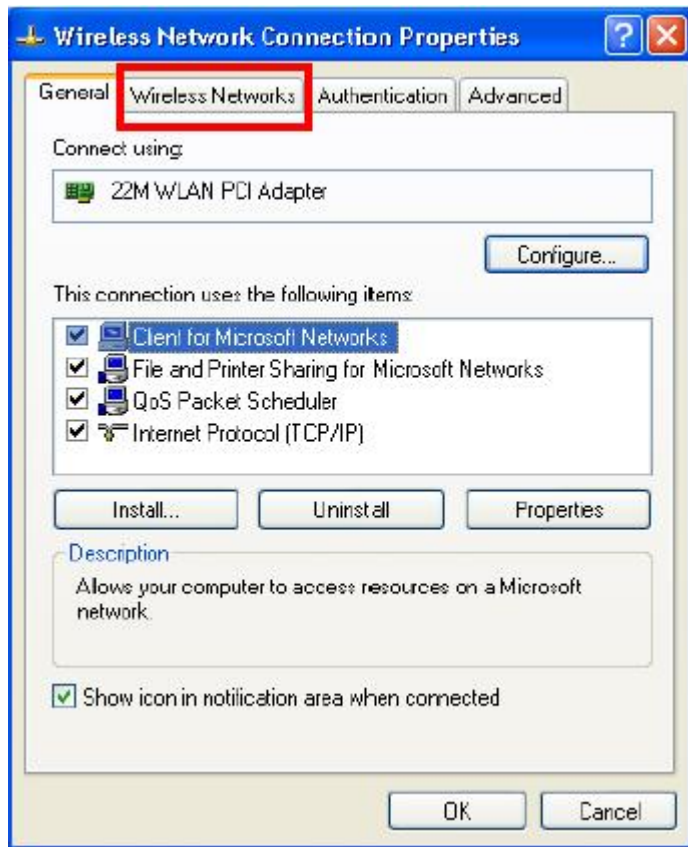 Wireless Network Connection Properties
General Wireless Networks Authentication Advanced
Connect using:
22M WLAN PCI Adapter
Configure...
This connection uses the following items:
Client for Microsoft Networks
File and Printer Sharing for Microsoft Networks
QoS Packet Scheduler
Internet Protocol (TCP/IP)
Install... Uninstall Properties
Description
Allows your computer to access resources on a Microsoft
network.
Show icon in notification area when connected
OK Cancel